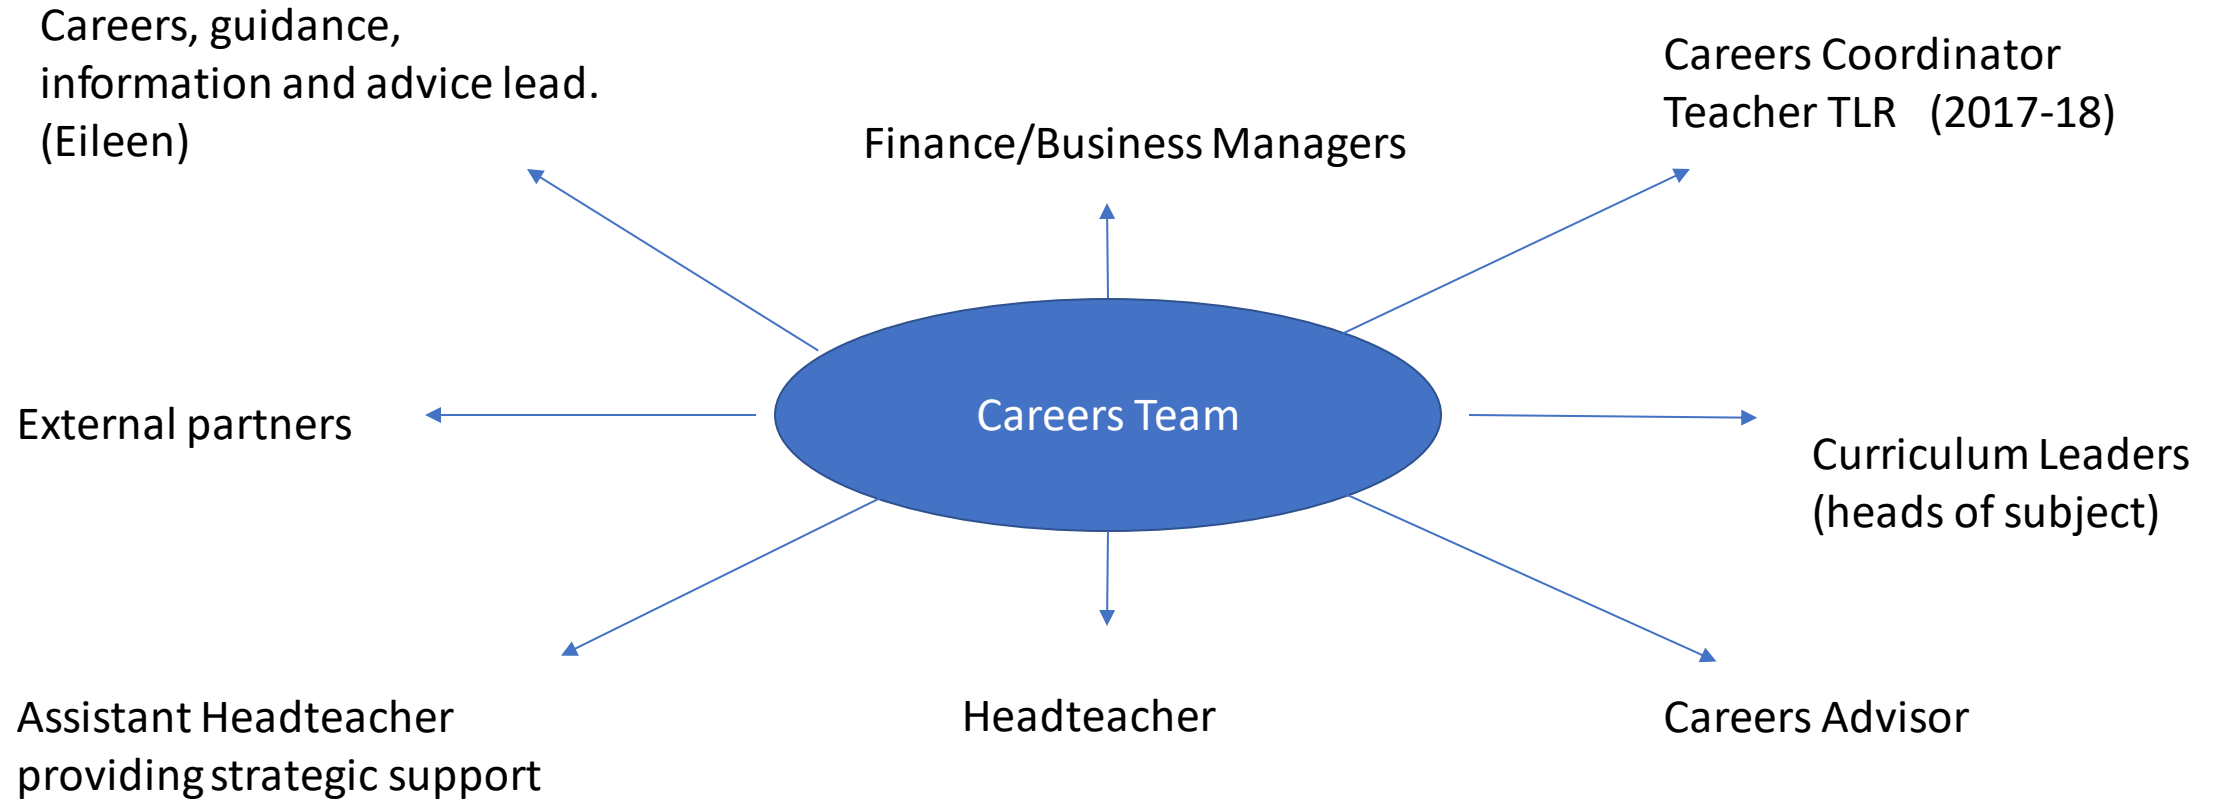 Careers, guidance,
information and advice lead.
(Eileen)
Finance/Business Managers
Careers Coordinator
Teacher TLR (2017-18)
External partners
Careers Team
Curriculum Leaders
(heads of subject)
Assistant Headteacher
providing strategic support
Headteacher
Careers Advisor